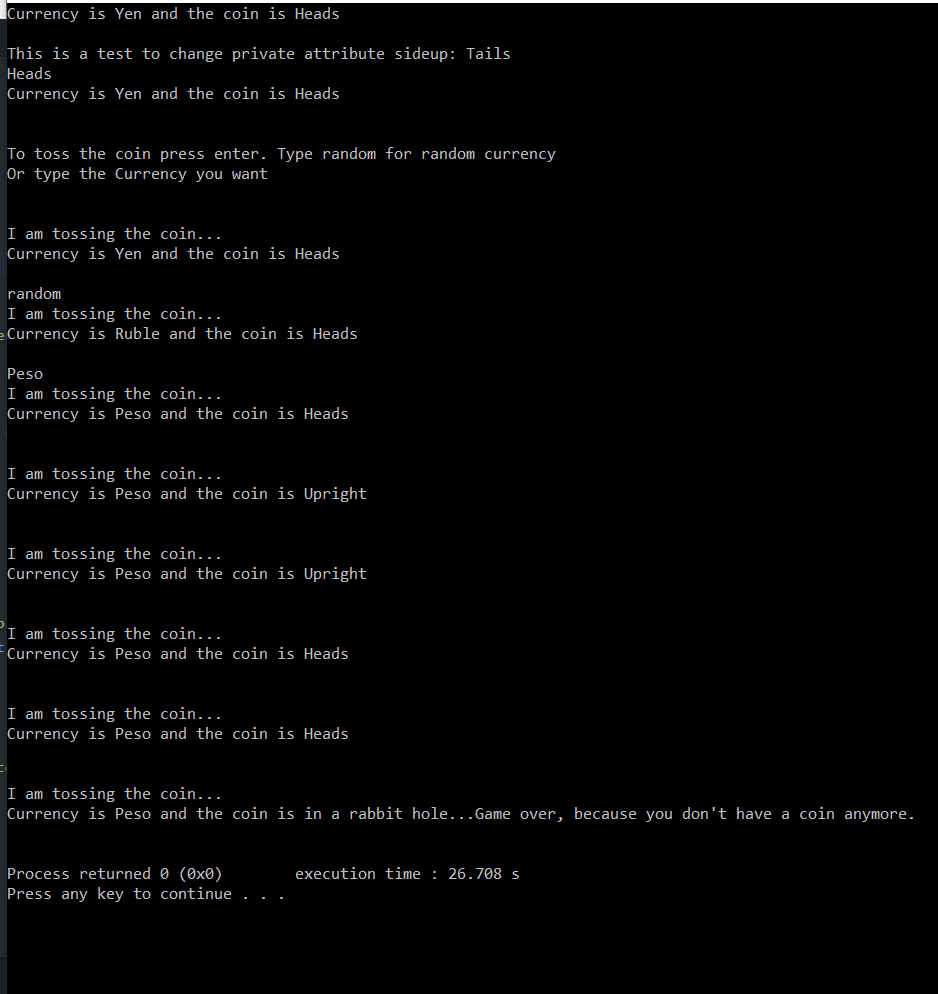 Currency is Yen and the coin is Heads
This is a test to change private attribute sideup: Tails
Heads
Currency is Yen and the coin is Heads
To toss the coin press enter. Type random for random currency
Or type the Currency you want
I am tossing the coin...
Currency is Yen and the coin is Heads
random
I am tossing the coin...
Currency is Ruble and the coin is Heads
Peso
I am tossing the coin...
Currency is Peso and the coin is Heads
I am tossing the coin...
Currency is Peso and the coin is Upright
I am tossing the coin...
Currency is Peso and the coin is Upright
I am tossing the coin...
Currency is Peso and the coin is Heads
I am tossing the coin...
Currency is Peso and the coin is Heads
I am tossing the coin...
Currency is Peso and the coin is in a rabbit hole...Game over, because you don't have a coin anymore.
Process returned 0 (0x0)        execution time : 26.708 s
Press any key to continue . . .